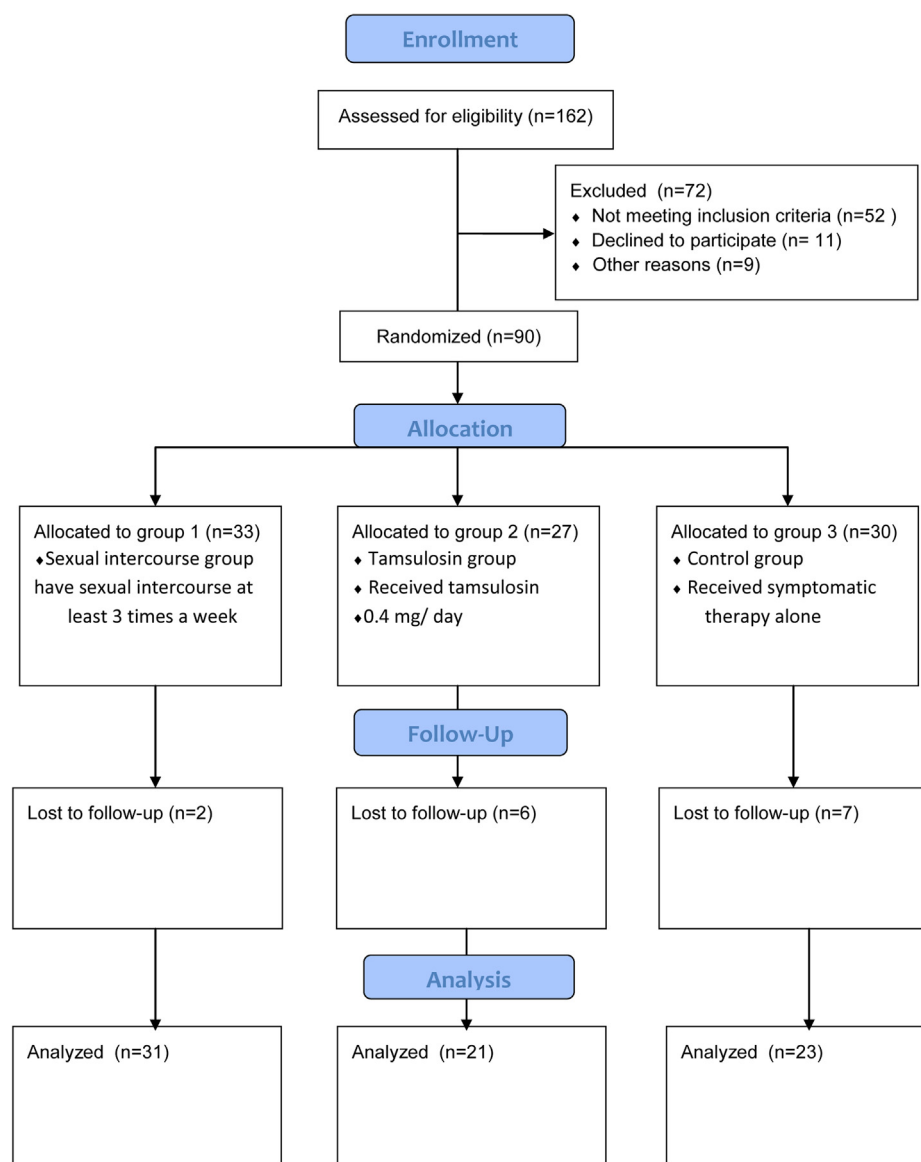 Enrollment
Assessed for eligibility (n=162)
Excluded (n=72)
♦ Not meeting inclusion criteria (n=52 )
♦ Declined to participate (n= 11)
♦ Other reasons (n=9)
Randomized (n=90)
Allocation
Allocated to group 1 (n=33)
♦Sexual intercourse group
have sexual intercourse at
least 3 times a week
Allocated to group 2 (n=27)
♦ Tamsulosin group
♦ Received tamsulosin
♦0.4 mg/ day
Allocated to group 3 (n=30)
♦ Control group
♦ Received symptomatic
therapy alone
Follow-Up
Lost to follow-up (n=2)
Lost to follow-up (n=6)
Lost to follow-up (n=7)
Analysis
Analyzed (n=31)
Analyzed (n=21)
Analyzed (n=23)